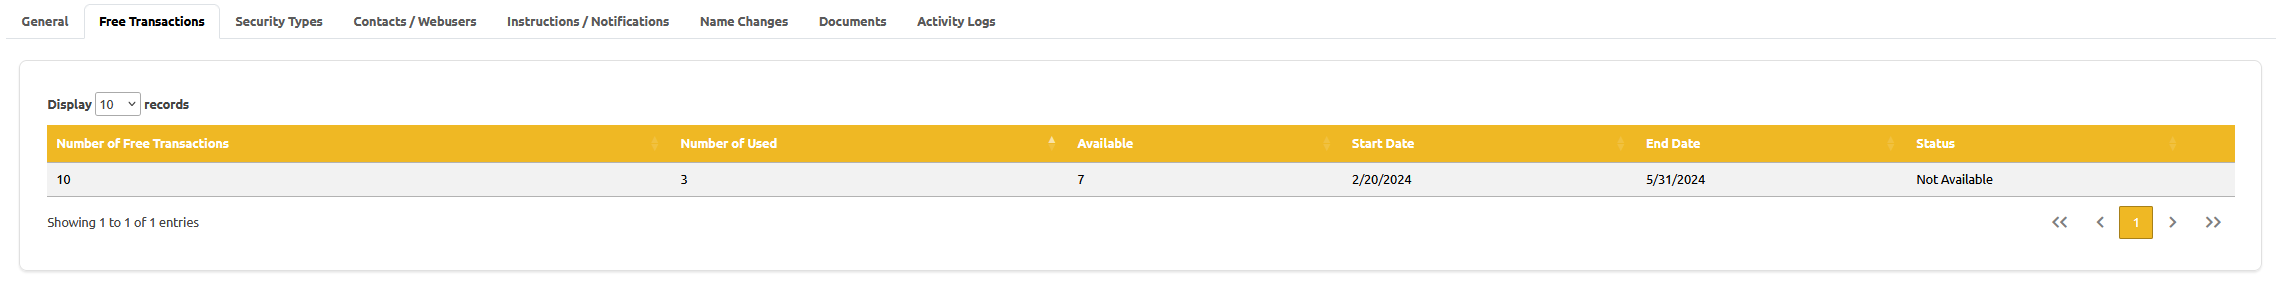 General Free Transactions Security Types Contacts / Webusers Instructions / Notifications Name Changes Documents Activity Logs
Display 10 records
Number of Free Transactions Number of Used Available Start Date End Date Status
10 3 7 2/20/2024 5/31/2024 Not Available
Showing 1 to 1 of 1 entries 1